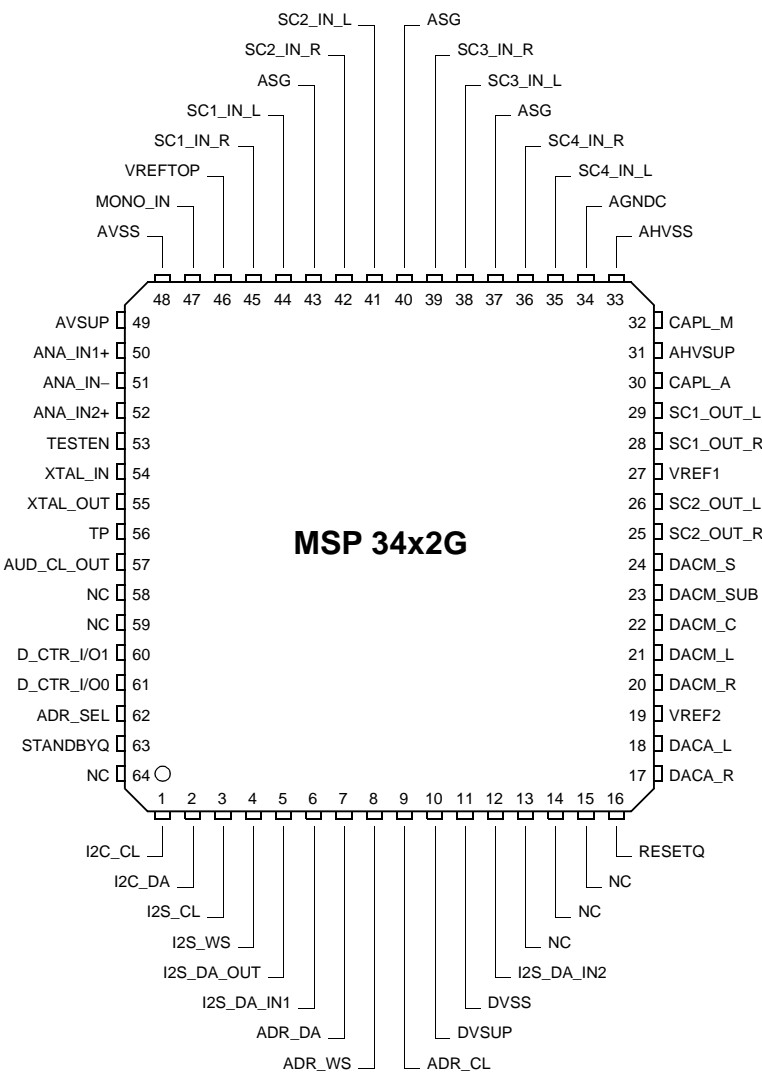 SC2_IN_L
ASG
SC2_IN_R
SC3_IN_R
ASG
SC3_IN_L
SC1_IN_L
ASG
SC1_IN_R
SC4_IN_R
VREFTOP
SC4_IN_L
MONO_IN
AGNDC
AVSS
AHVSS
48 47 46 45 44 43 42 41 40 39 38 37 36 35 34 33
AVSUP 49
32 CAPL_M
ANA_IN1+ 50
31 AHVSUP
ANA_IN− 51
30 CAPL_A
ANA_IN2+ 52
29 SC1_OUT_L
TESTEN 53
28 SC1_OUT_R
XTAL_IN 54
27 VREF1
XTAL_OUT 55
26 SC2_OUT_L
TP 56
25 SC2_OUT_R
MSP 34x2G
AUD_CL_OUT 57
24 DACM_S
NC 58
23 DACM_SUB
NC 59
22 DACM_C
D_CTR_I/O1 60
21 DACM_L
D_CTR_I/O0 61
20 DACM_R
ADR_SEL 62
19 VREF2
STANDBYQ 63
18 DACA_L
NC 64
17 DACA_R
1 2 3 4 5 6 7 8 9 10 11 12 13 14 15 16
I2C_CL
RESETQ
I2C_DA
NC
I2S_CL
NC
I2S_WS
NC
I2S_DA_OUT
I2S_DA_IN2
I2S_DA_IN1
DVSS
ADR_DA
DVSUP
ADR_WS
ADR_CL